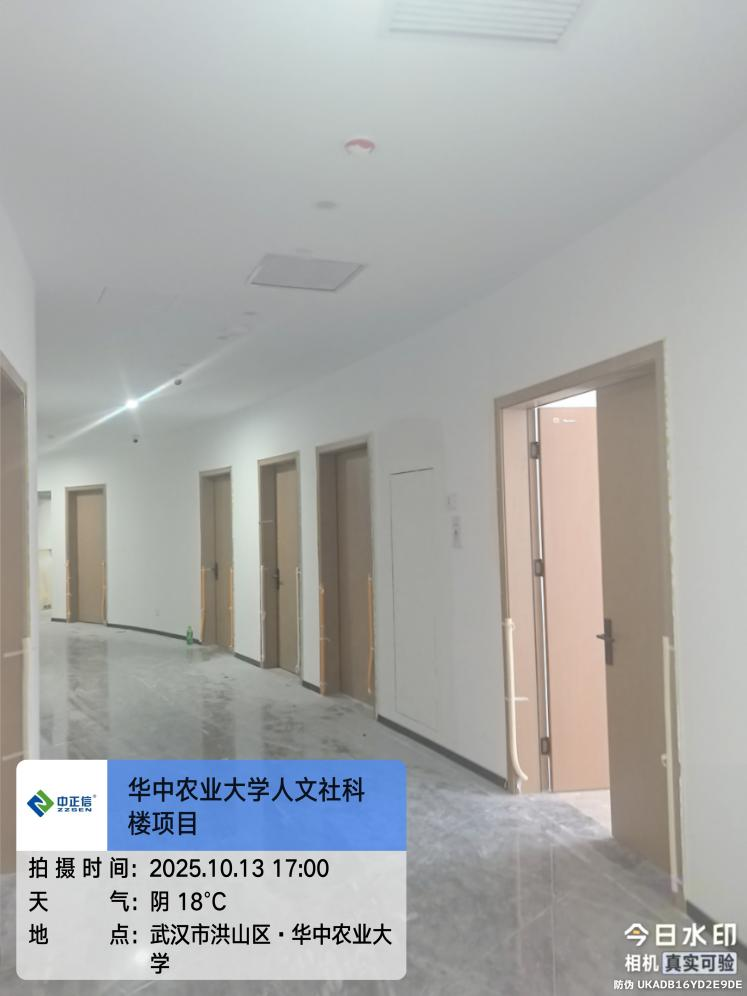 中正信
ZZSEN
华中农业大学人文社科
楼项目
拍摄时间: 2025.10.13 17:00
天气: 阴 18°C
地点: 武汉市洪山区·华中农业大
学
今日水印
相机 真实可验
防伪 UKADB16YD2E9DE